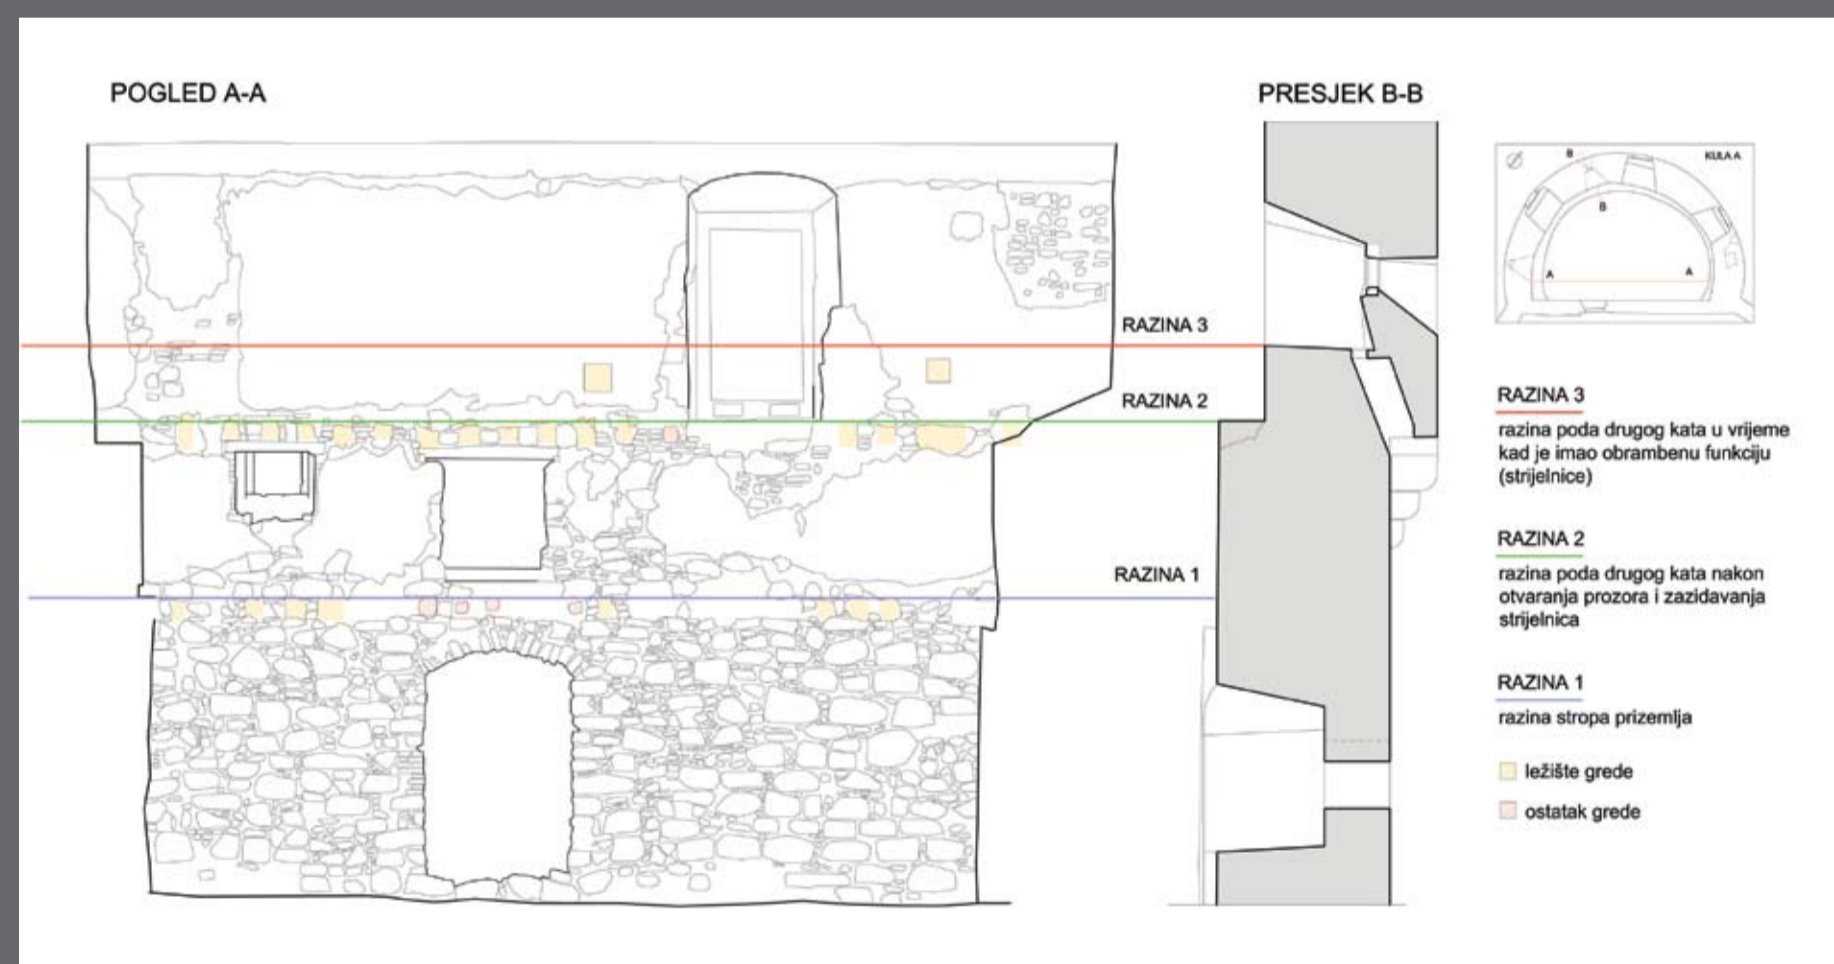 POGLED A-A
PRESJEK B-B
B
KULA A
B
A
A
RAZINA 3
RAZINA 2
RAZINA 1
RAZINA 3
razina poda drugog kata u vrijeme
kad je imao obrambenu funkciju
(strijelnice)
RAZINA 2
razina poda drugog kata nakon
otvaranja prozora i zazidavanja
strijelnica
RAZINA 1
razina stropa prizemlja
ležište grede
ostatak grede